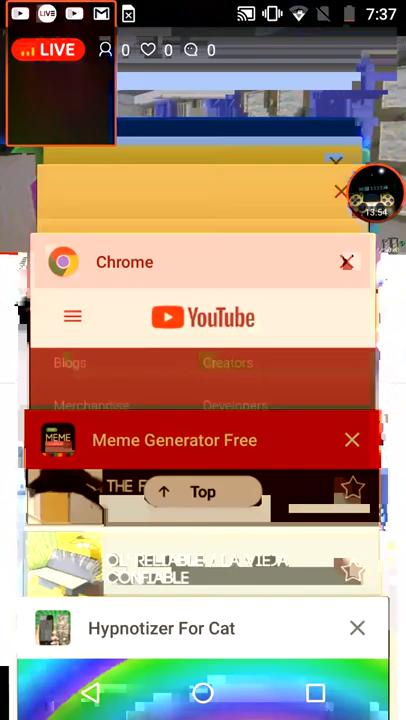 LIVE
7:37
LIVE 0 0 0
13:54
Chrome
YouTube
Blogs Creators
Merchandise Developers
Meme Generator Free
MEME
THE F
Top
OL' RELIABLE / LA VIEJA
CONFIABLE
Hypnotizer For Cat